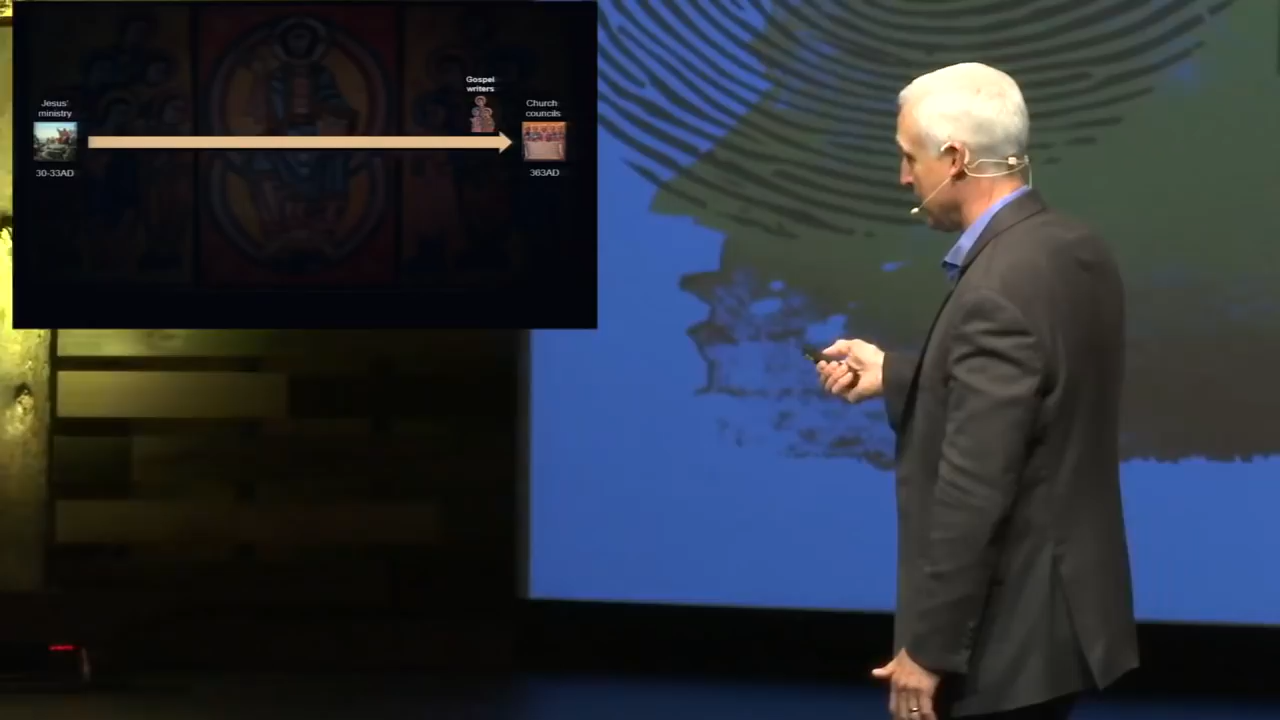 Gospel
writers
Jesus'
ministry
Church
councils
30-33AD
363AD